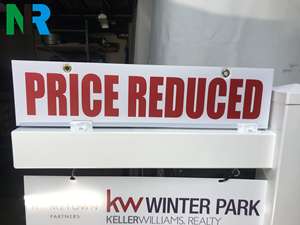 NR
PRICE REDUCED
kw WINTER PARK
KELLERWILLIAMS. REALTY
PARTNERS